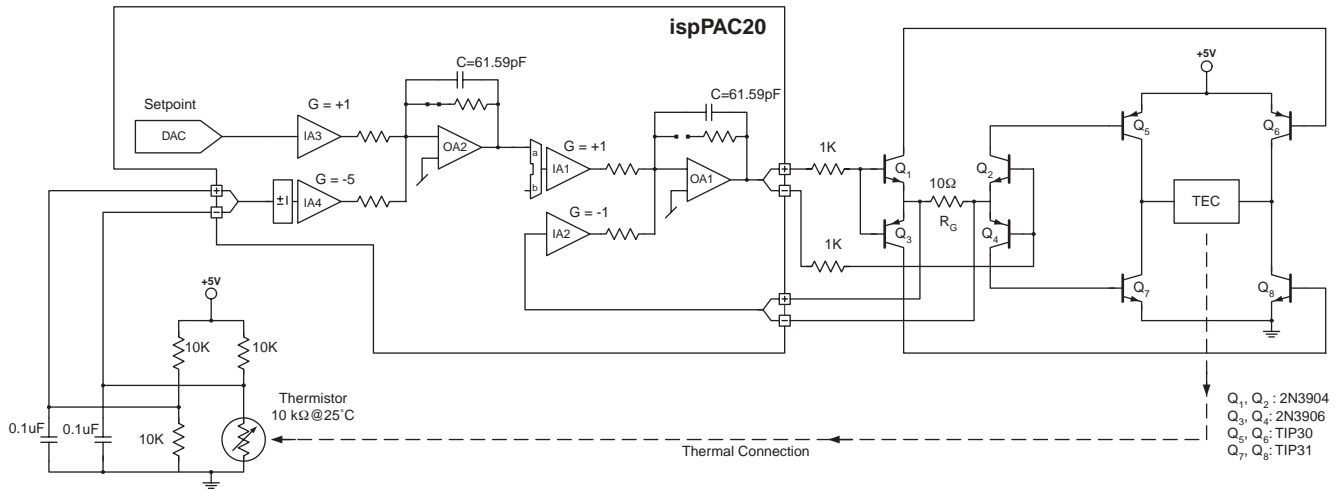 ispPAC20
C=61.59pF
C=61.59pF
Setpoint
DAC
G = +1
IA3
OA2
G = -5
±1
IA4
a
b
G = +1
IA1
OA1
G = -1
IA2
+
−
+
−
+
−
1K
1K
Q1
Q3
10Ω
RG
Q2
Q4
+5V
Q5
Q6
TEC
Q7
Q8
+5V
10K
10K
10K
Thermistor
10 kΩ@25˚C
0.1uF
0.1uF
Thermal Connection
Q1, Q2 : 2N3904
Q3, Q4: 2N3906
Q5, Q6: TIP30
Q7, Q8: TIP31